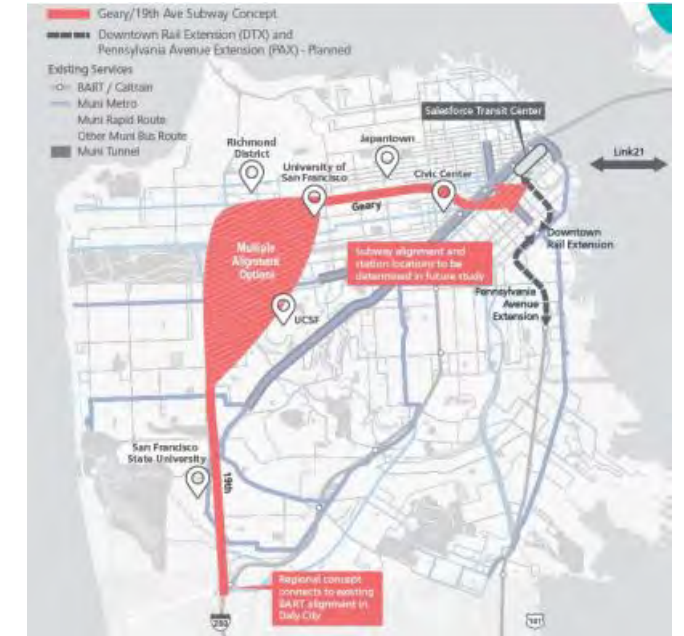 Geary/19th Ave Subway Concept
Downtown Rail Extension (DTX) and
Pennsylvania Avenue Extension (PAX) - Planned
Existing Services
BART / Caltrain
Muni Metro
Muni Rapid Route
Other Muni Bus Route
Muni Tunnel
Salesforce Transit Center
Richmond
District
Japantown
University of
San Francisco
Civic Center
Link21
Geary
Multiple
Alignment
Options
Downtown
Rail Extension
Subway alignment and
station locations to be
determined in future study
Pennsylvania
Avenue
Extension
UCSF
San Francisco
State University
19th
Regional concept
connects to existing
BART alignment in
Daly City
280
101